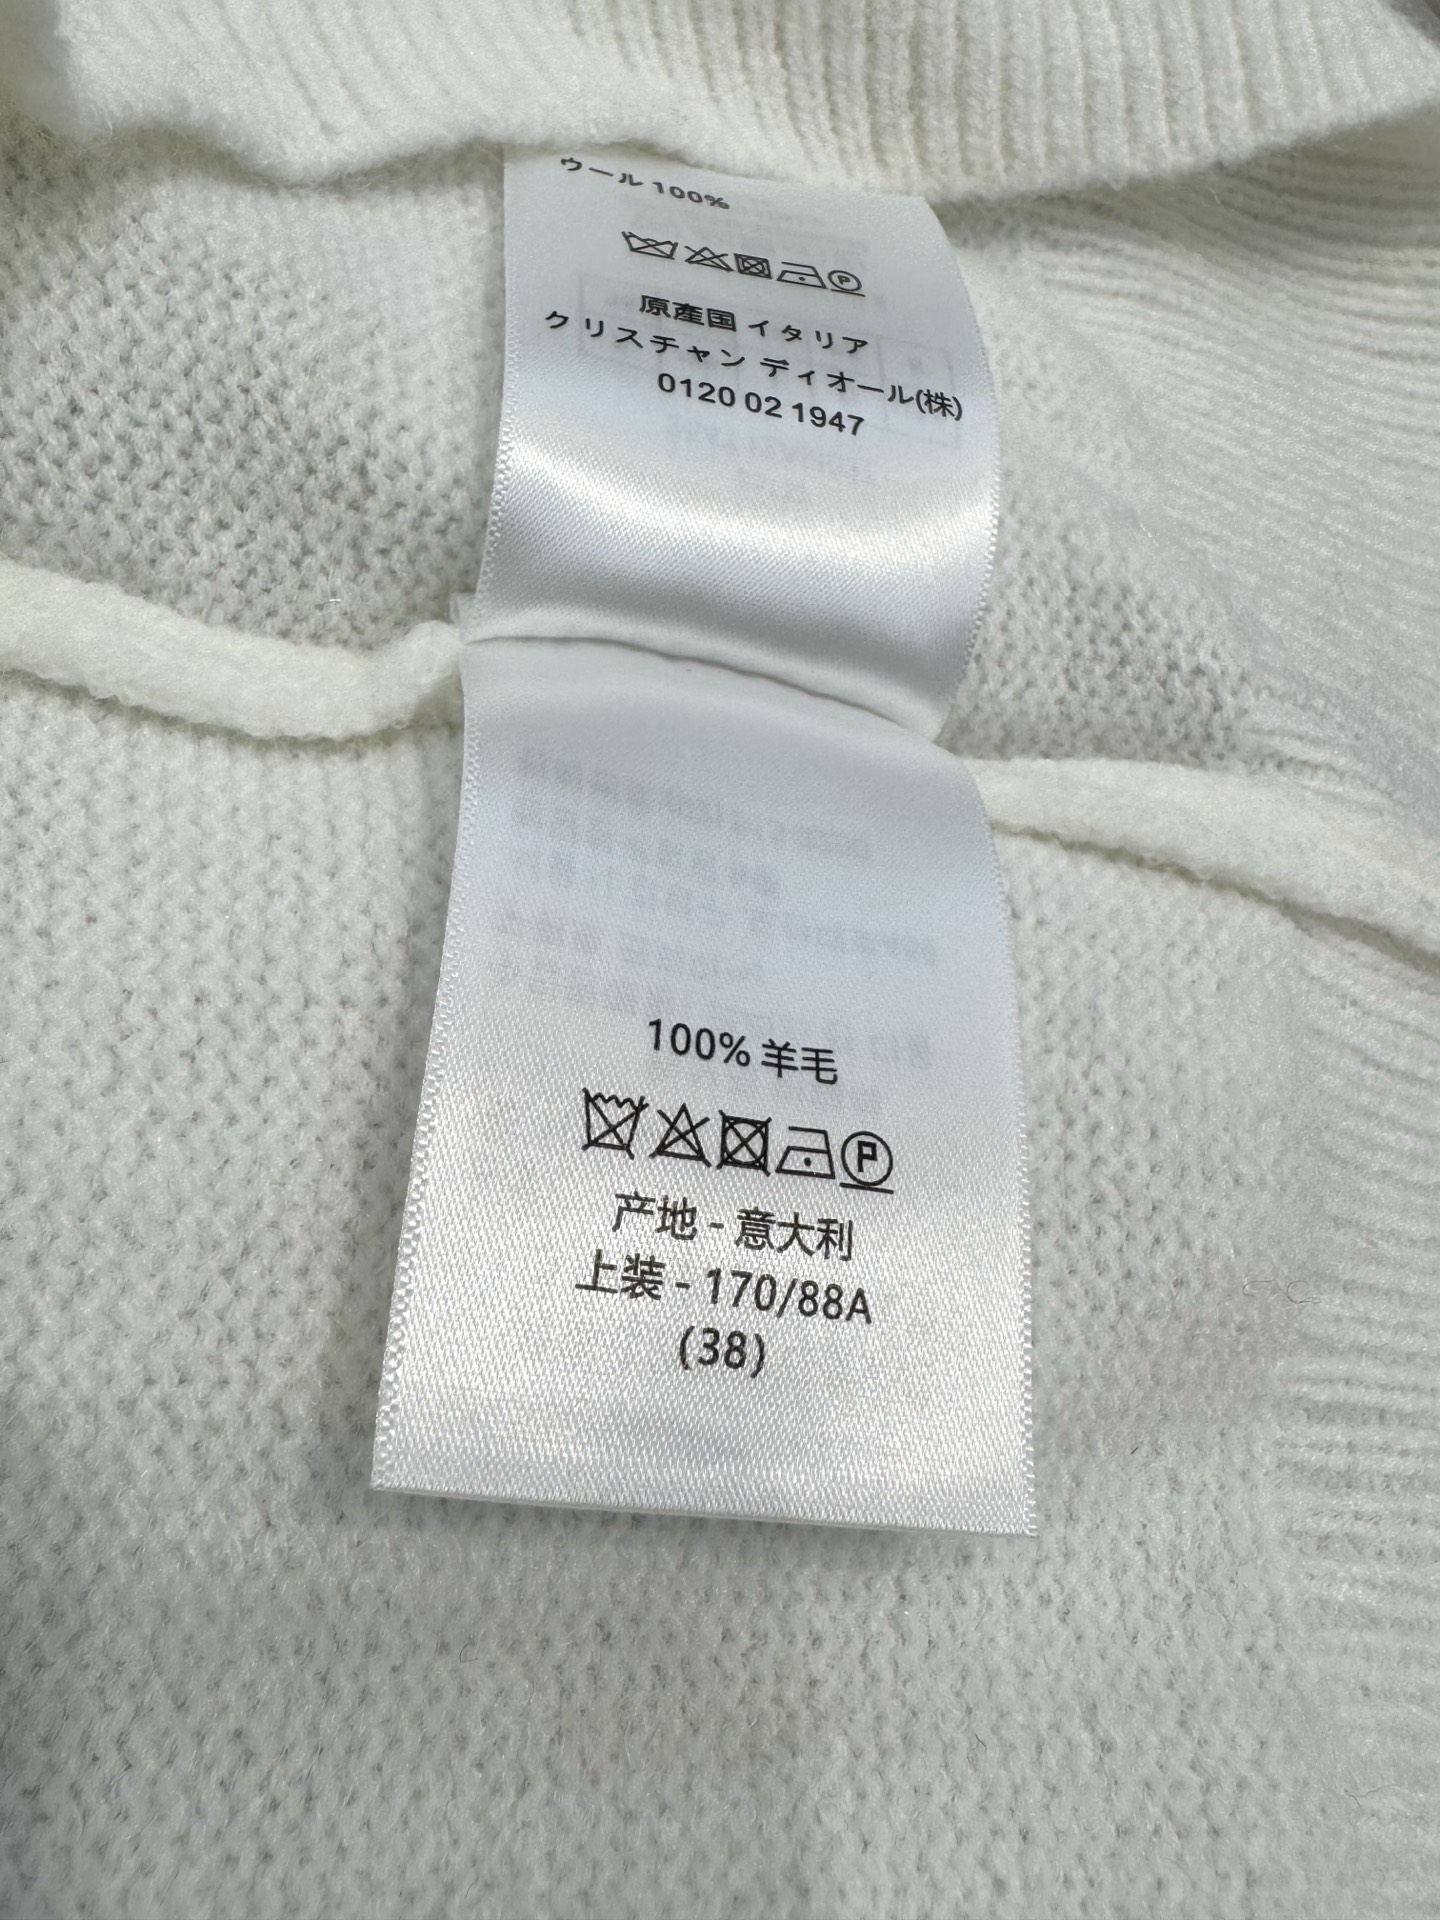 ウール 100%
原産国 イタリア
クリスチャン ディオール(株)
0120 02 1947
100% 羊毛
P
产地 - 意大利
上装 - 170/88A
(38)